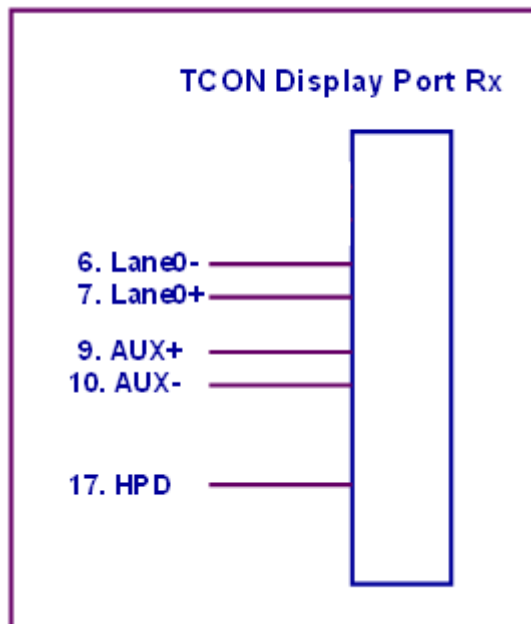 TCON Display Port Rx
6. Lane0-
7. Lane0+
9. AUX+
10. AUX-
17. HPD